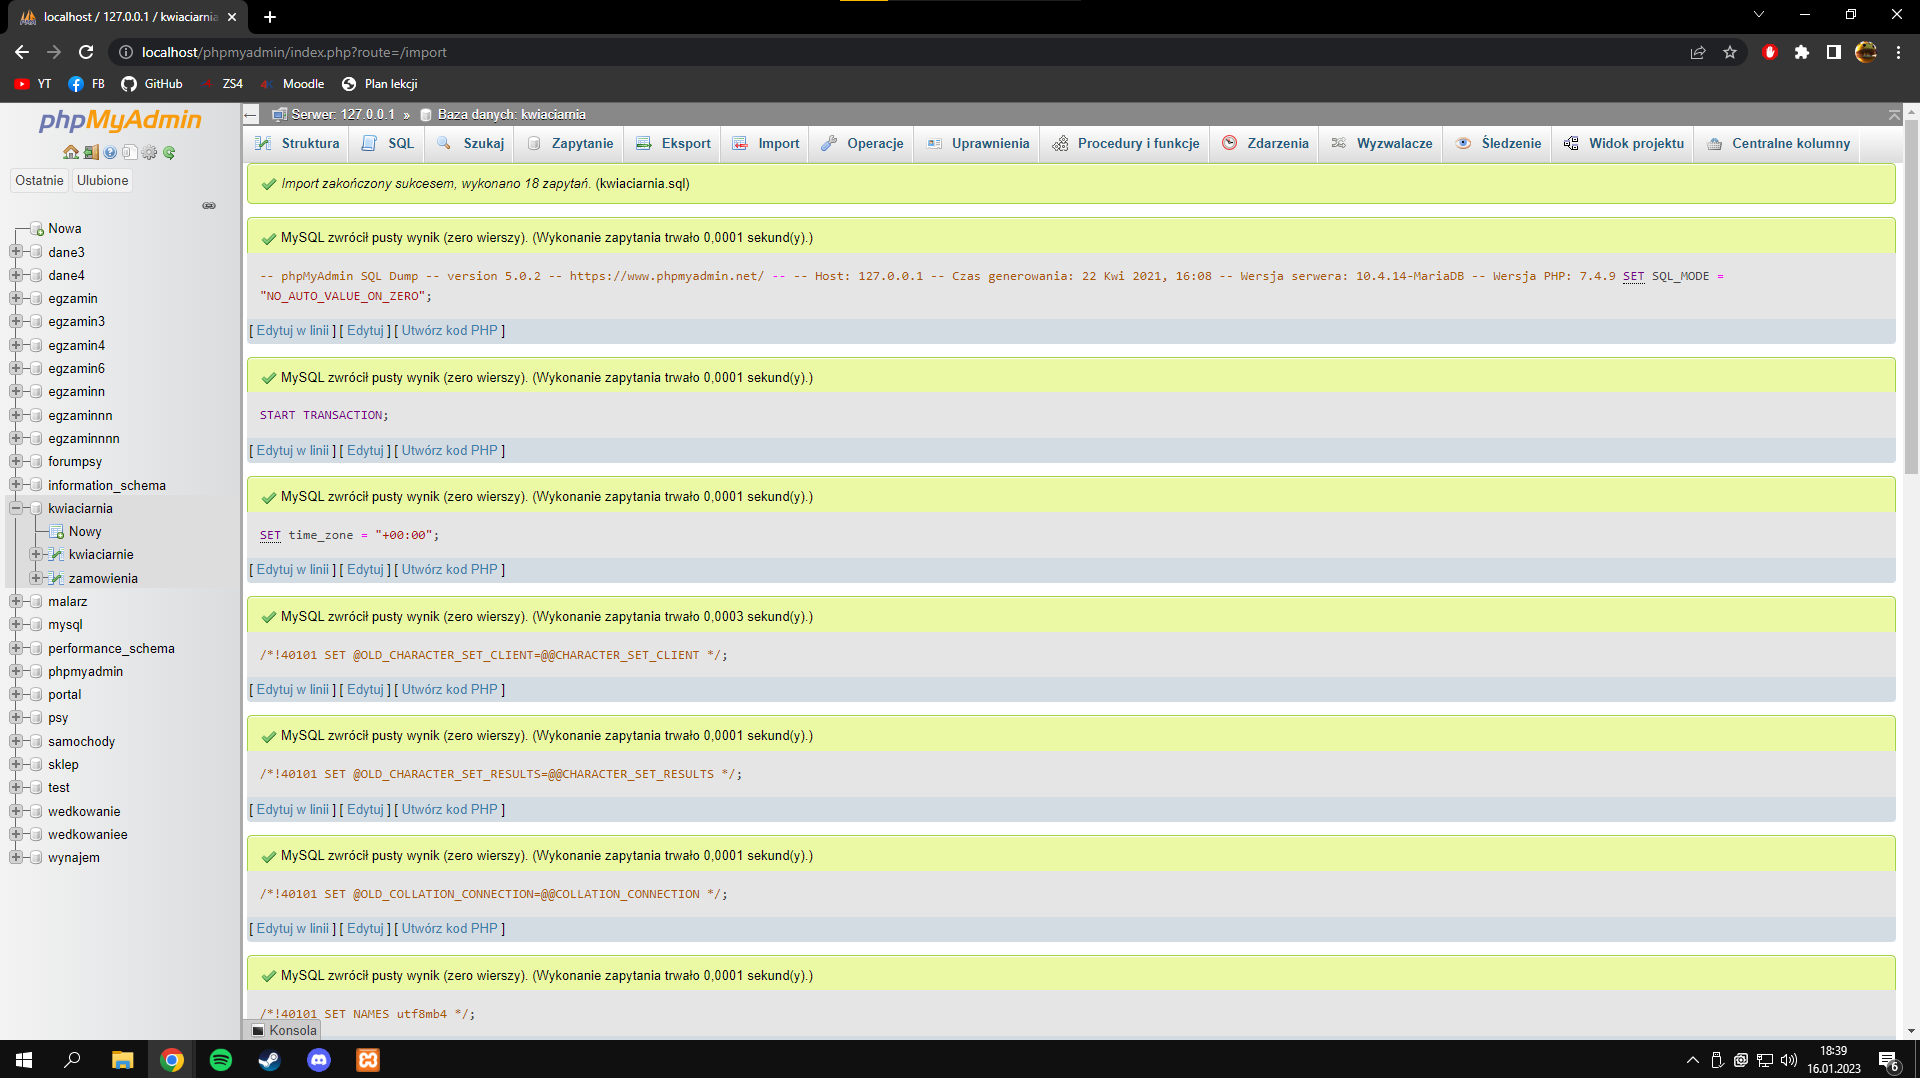 localhost / 127.0.0.1 / kwiaciarnia
localhost/phpmyadmin/index.php?route=/import
YT FB GitHub ZS4 Moodle Plan lekcji
phpMyAdmin
Ostatnie Ulubione
Nowa
dane3
dane4
egzamin
egzamin3
egzamin4
egzamin6
egzaminn
egzaminnn
egzaminnnn
forumpsy
information_schema
kwiaciarnia
Nowy
kwiaciarnie
zamowienia
malarz
mysql
performance_schema
phpmyadmin
portal
psy
samochody
sklep
test
wedkowanie
wedkowaniee
wynajem
Serwer: 127.0.0.1 » Baza danych: kwiaciarnia
Struktura SQL Szukaj Zapytanie Eksport Import Operacje Uprawnienia Procedury i funkcje Zdarzenia Wyzwalacze Śledzenie Widok projektu Centralne kolumny
Import zakończony sukcesem, wykonano 18 zapytań. (kwiaciarnia.sql)
MySQL zwrócił pusty wynik (zero wierszy). (Wykonanie zapytania trwało 0,0001 sekund(y).)
-- phpMyAdmin SQL Dump -- version 5.0.2 -- https://www.phpmyadmin.net/ -- -- Host: 127.0.0.1 -- Czas generowania: 22 Kwi 2021, 16:08 -- Wersja serwera: 10.4.14-MariaDB -- Wersja PHP: 7.4.9 SET SQL_MODE =
"NO_AUTO_VALUE_ON_ZERO";
[ Edytuj w linii ] [ Edytuj ] [ Utwórz kod PHP ]
MySQL zwrócił pusty wynik (zero wierszy). (Wykonanie zapytania trwało 0,0001 sekund(y).)
START TRANSACTION;
[ Edytuj w linii ] [ Edytuj ] [ Utwórz kod PHP ]
MySQL zwrócił pusty wynik (zero wierszy). (Wykonanie zapytania trwało 0,0001 sekund(y).)
SET time_zone = "+00:00";
[ Edytuj w linii ] [ Edytuj ] [ Utwórz kod PHP ]
MySQL zwrócił pusty wynik (zero wierszy). (Wykonanie zapytania trwało 0,0003 sekund(y).)
/*!40101 SET @OLD_CHARACTER_SET_CLIENT=@@CHARACTER_SET_CLIENT */;
[ Edytuj w linii ] [ Edytuj ] [ Utwórz kod PHP ]
MySQL zwrócił pusty wynik (zero wierszy). (Wykonanie zapytania trwało 0,0001 sekund(y).)
/*!40101 SET @OLD_CHARACTER_SET_RESULTS=@@CHARACTER_SET_RESULTS */;
[ Edytuj w linii ] [ Edytuj ] [ Utwórz kod PHP ]
MySQL zwrócił pusty wynik (zero wierszy). (Wykonanie zapytania trwało 0,0001 sekund(y).)
/*!40101 SET @OLD_COLLATION_CONNECTION=@@COLLATION_CONNECTION */;
[ Edytuj w linii ] [ Edytuj ] [ Utwórz kod PHP ]
MySQL zwrócił pusty wynik (zero wierszy). (Wykonanie zapytania trwało 0,0001 sekund(y).)
/*!40101 SET NAMES utf8mb4 */;
Konsola
18:39
16.01.2023
6